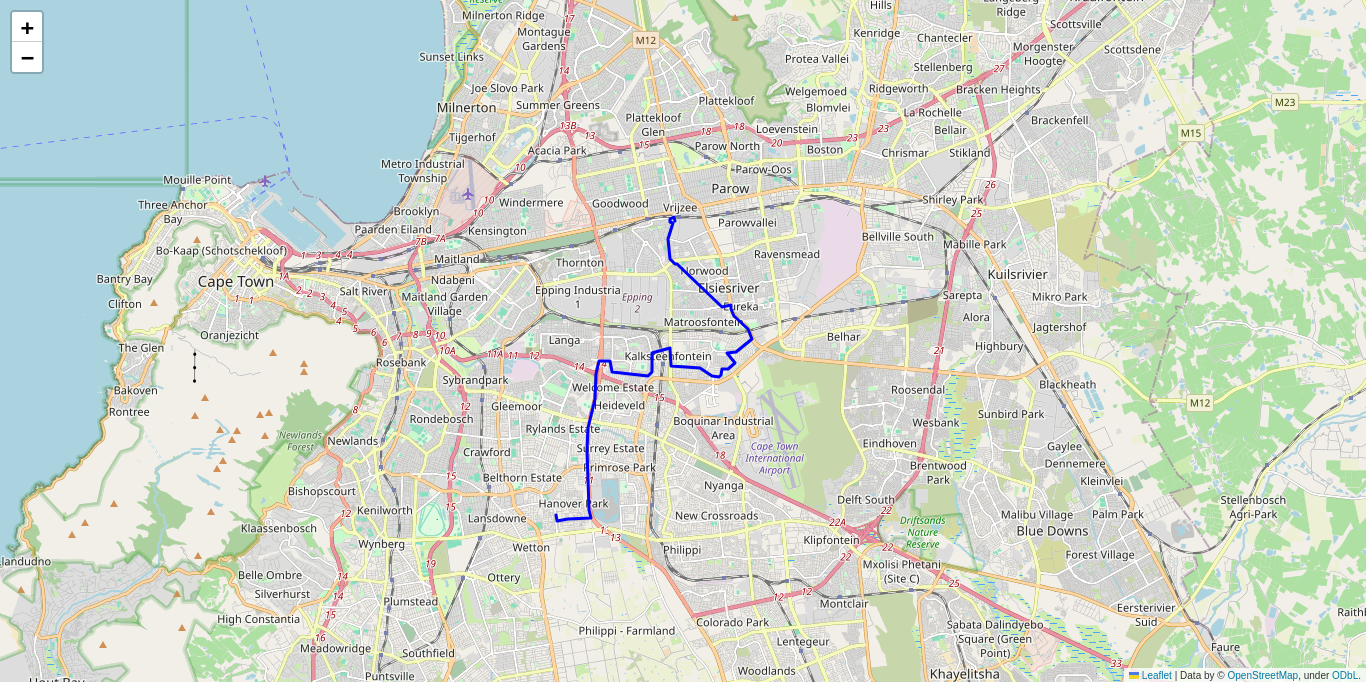 +
−
Milnerton Ridge
Montague
Gardens
Sunset Links
Joe Slovo Park
Milnerton
Summer Greens
Tijgerhof
Acacia Park
Metro Industrial
Township
Mouille Point
Three Anchor
Bay
Brooklyn
Paarden Eiland
Windermere
Kensington
Goodwood
Vrijzee
Parow
Parowvallei
Parow-Oos
Parow North
Plattekloof
Plattekloof
Glen
M12
Hills
Kenridge
Chantecler
Protea Vallei
Stellenberg
Welgemoed
Blomvlei
Ridgeworth
Loevenstein
Boston
La Rochelle
Bellair
Chrismar
Stikland
Ridge
Scottsville
Morgenster
Hoogte
Scottsdene
Bracken Heights
Brackenfell
M23
M15
Shirley Park
Bellville South
Mabille Park
Kuilsrivier
Ravensmead
Sarepta
Mikro Park
Alora
Jagtershof
Highbury
Belhar
Blackheath
Roosendal
M12
Sunbird Park
Wesbank
Gaylee
Dennemere
Kleinvlei
Eindhoven
Brentwood
Park
Delft South
Malibu Village
Blue Downs
Palm Park
Stellenbosch
Agri-Park
Forest Village
Driftsands
Nature
Reserve
Klipfontein
Mxolisi Phetani
(Site C)
Montclair
Eersterivier
Suid
Faure
Sabata Dalindyebo
Square (Green
Point)
Khayelitsha
Lentegeur
Woodlands
Colorado Park
Philippi - Farmland
Philippi
New Crossroads
Nyanga
Cape Town
International
Airport
Boquinar Industrial
Area
Bo-Kaap (Schotschekloof)
Cape Town
Bantry Bay
Clifton
Oranjezicht
The Glen
Bakoven
Rontree
Salt River
Maitland
Ndabeni
Maitland Garden
Village
Thornton
Epping Industria
1
Epping
2
Norwood
Elsiesriver
Eureka
Matroosfontein
Langa
Kalksteenfontein
Rosebank
Sybrandpark
Welcome Estate
Heideveld
Gleemoor
Rondebosch
Rylands Estate
Newlands
Forest
Newlands
Crawford
Surrey Estate
Primrose Park
Belthorn Estate
Bishopscourt
Hanover Park
Kenilworth
Lansdowne
Klaassenbosch
Wynberg
Wetton
Belle Ombre
Ottery
Silverhurst
High Constantia
Plumstead
Meadowridge
Southfield
Puntsville
Leaflet | Data by © OpenStreetMap, under ODbL.